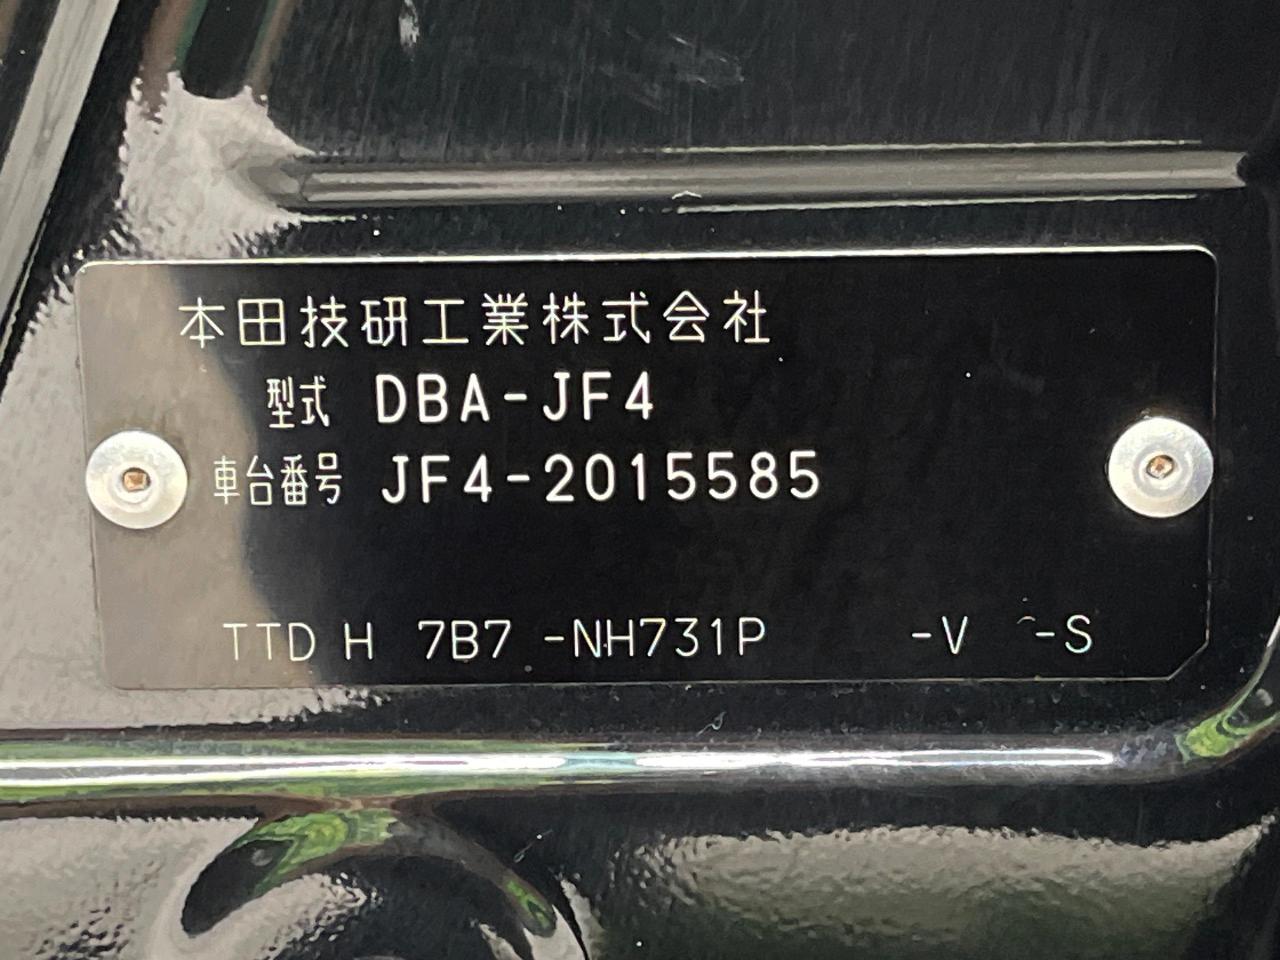 本田技研工業株式会社
型式 DBA-JF4
車台番号 JF4-2015585
TTD H 7B7 -NH731P -V -S